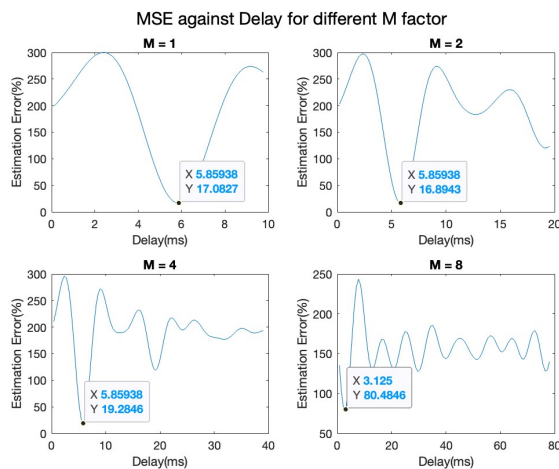 MSE against Delay for different M factor
M = 1
Estimation Error(%)
300
250
200
150
100
50
0
X 5.85938
Y 17.0827
0 2 4 6 8 10
Delay(ms)
M = 2
Estimation Error(%)
300
250
200
150
100
50
0
X 5.85938
Y 16.8943
0 5 10 15 20
Delay(ms)
M = 4
Estimation Error(%)
300
250
200
150
100
50
0
X 5.85938
Y 19.2846
0 10 20 30 40
Delay(ms)
M = 8
Estimation Error(%)
250
200
150
100
50
X 3.125
Y 80.4846
0 20 40 60 80
Delay(ms)